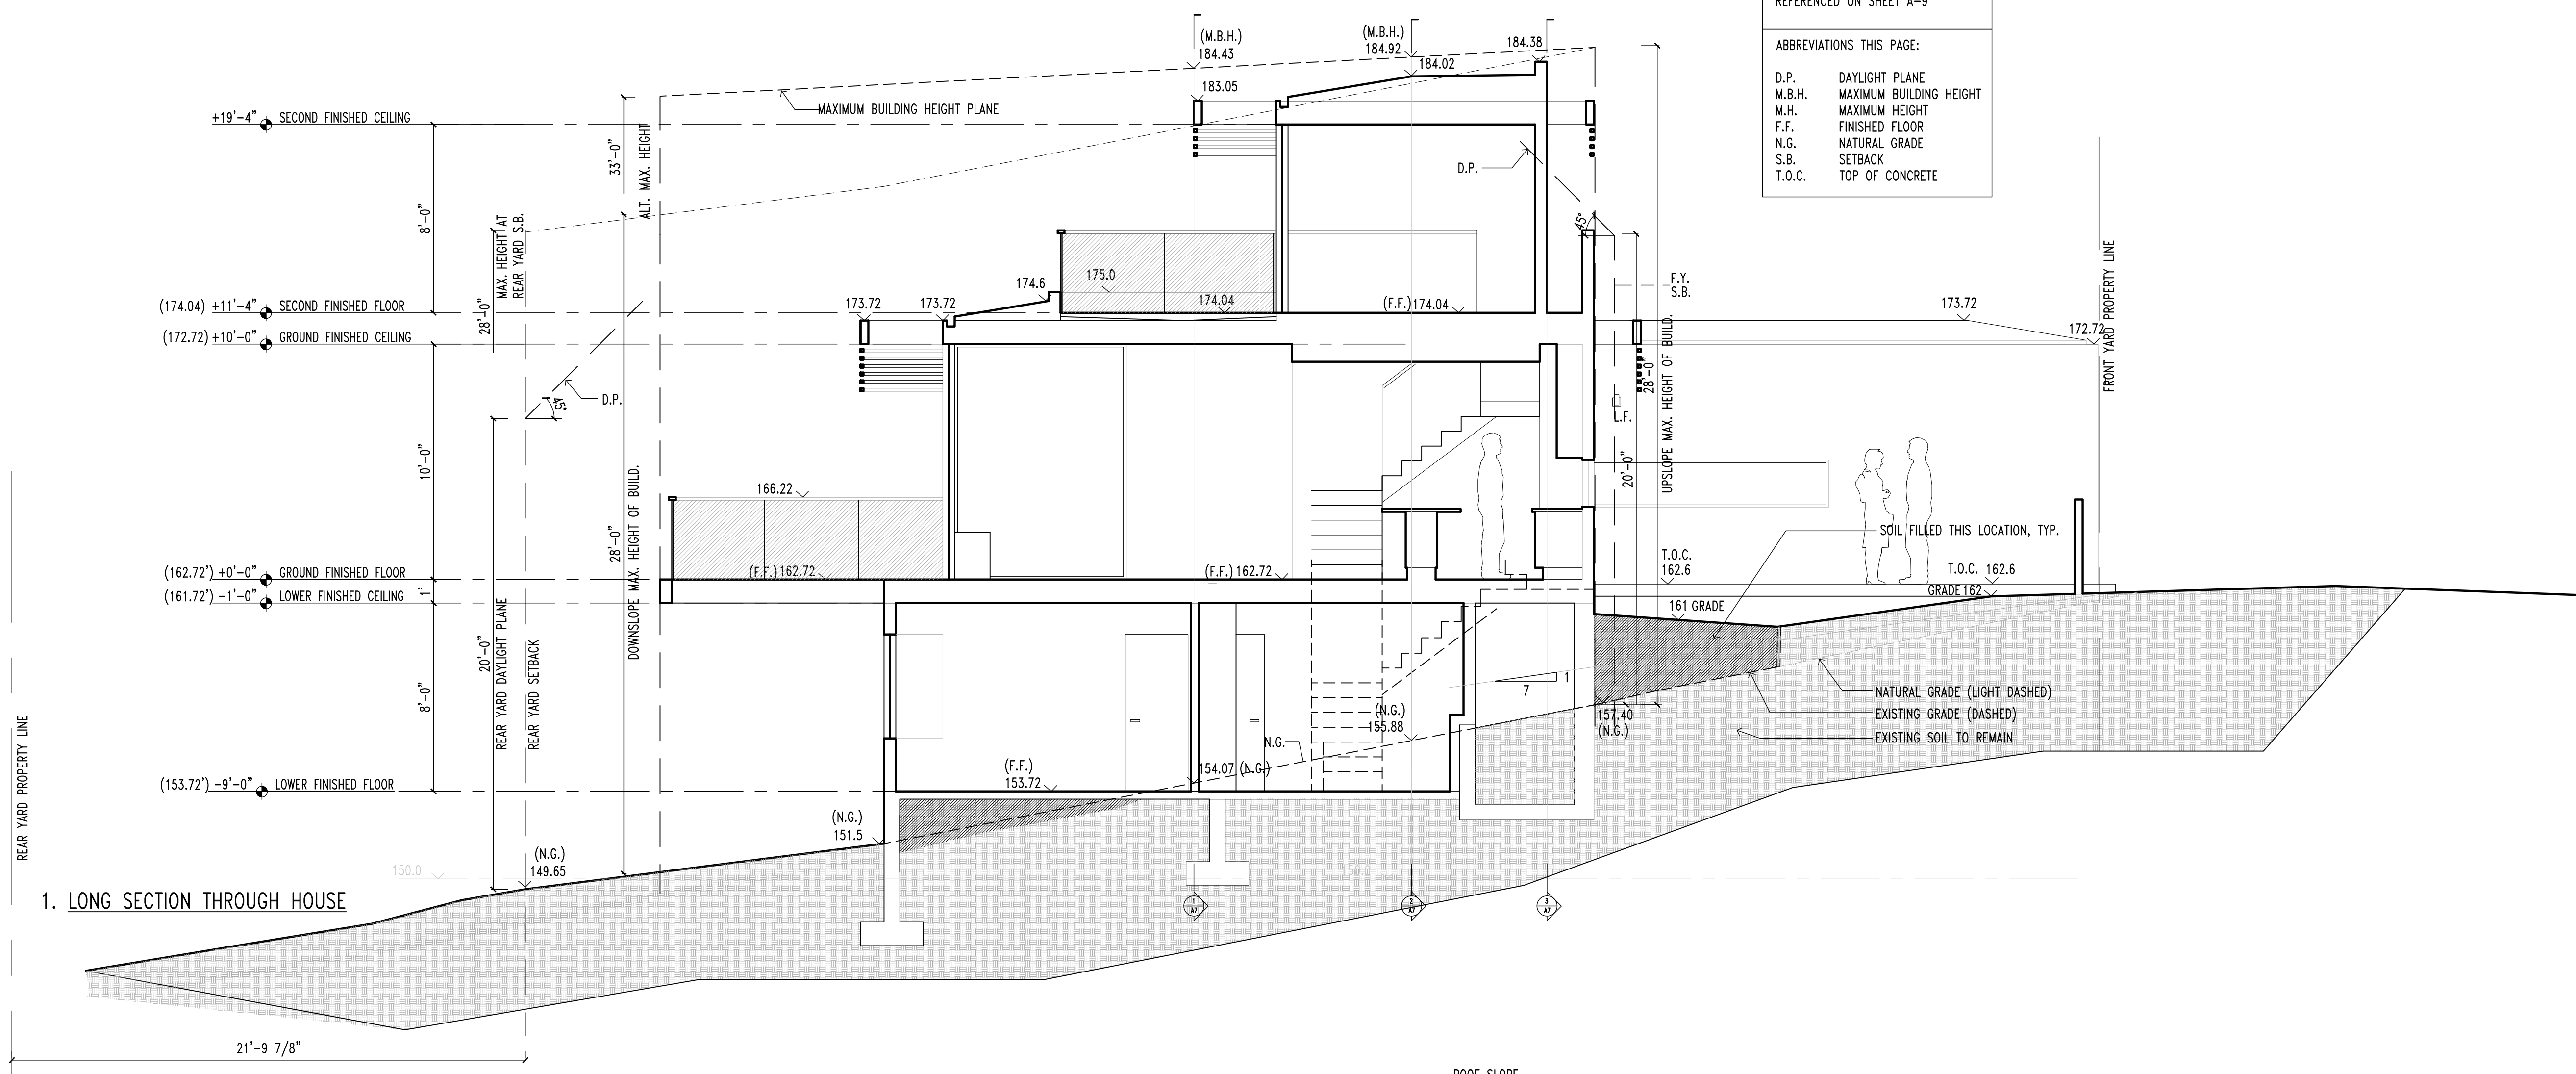 REFERENCED ON SHEET A-9
ABBREVIATIONS THIS PAGE:
D.P. DAYLIGHT PLANE
M.B.H. MAXIMUM BUILDING HEIGHT
M.H. MAXIMUM HEIGHT
F.F. FINISHED FLOOR
N.G. NATURAL GRADE
S.B. SETBACK
T.O.C. TOP OF CONCRETE
(M.B.H.)
184.43
(M.B.H.)
184.92
184.38
184.02
183.05
MAXIMUM BUILDING HEIGHT PLANE
+19'-4" SECOND FINISHED CEILING
8'-0"
33'-0"
ALT. MAX. HEIGHT
D.P.
45°
MAX. HEIGHT AT
REAR YARD S.B.
28'-0"
174.6
175.0
174.04
(F.F.) 174.04
F.Y.
S.B.
(174.04) +11'-4" SECOND FINISHED FLOOR
173.72
173.72
173.72
172.72
(172.72) +10'-0" GROUND FINISHED CEILING
FRONT YARD PROPERTY LINE
28'-0"
UPSLOPE MAX. HEIGHT OF BUILD.
D.P.
45°
L.F.
10'-0"
20'-0"
166.22
28'-0"
DOWNSLOPE MAX. HEIGHT OF BUILD.
SOIL FILLED THIS LOCATION, TYP.
(162.72') +0'-0" GROUND FINISHED FLOOR
(F.F.) 162.72
(F.F.) 162.72
T.O.C.
162.6
T.O.C. 162.6
GRADE 162
(161.72') -1'-0" LOWER FINISHED CEILING
1'
161 GRADE
20'-0"
REAR YARD DAYLIGHT PLANE
REAR YARD SETBACK
8'-0"
1
7
NATURAL GRADE (LIGHT DASHED)
EXISTING GRADE (DASHED)
EXISTING SOIL TO REMAIN
(N.G.)
155.88
157.40
(N.G.)
N.G.
154.07 (N.G.)
(F.F.)
153.72
(153.72') -9'-0" LOWER FINISHED FLOOR
REAR YARD PROPERTY LINE
(N.G.)
151.5
(N.G.)
149.65
150.0
150.0
1
A7
2
A7
3
A7
1. LONG SECTION THROUGH HOUSE
21'-9 7/8"
ROOF SLOPE